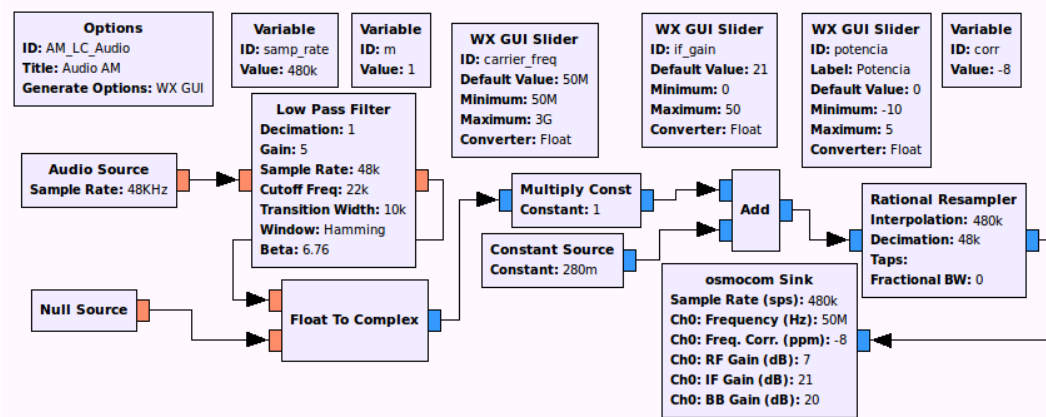 Options
ID: AM_LC_Audio
Title: Audio AM
Generate Options: WX GUI
Variable
ID: samp_rate
Value: 480k
Variable
ID: m
Value: 1
WX GUI Slider
ID: carrier_freq
Default Value: 50M
Minimum: 50M
Maximum: 3G
Converter: Float
WX GUI Slider
ID: if_gain
Default Value: 21
Minimum: 0
Maximum: 50
Converter: Float
WX GUI Slider
ID: potencia
Label: Potencia
Default Value: 0
Minimum: -10
Maximum: 5
Converter: Float
Variable
ID: corr
Value: -8
Audio Source
Sample Rate: 48KHz
Low Pass Filter
Decimation: 1
Gain: 5
Sample Rate: 48k
Cutoff Freq: 22k
Transition Width: 10k
Window: Hamming
Beta: 6.76
Null Source
Float To Complex
Multiply Const
Constant: 1
Constant Source
Constant: 280m
Add
Rational Resampler
Interpolation: 480k
Decimation: 48k
Taps:
Fractional BW: 0
osmocom Sink
Sample Rate (sps): 480k
Ch0: Frequency (Hz): 50M
Ch0: Freq. Corr. (ppm): -8
Ch0: RF Gain (dB): 7
Ch0: IF Gain (dB): 21
Ch0: BB Gain (dB): 20